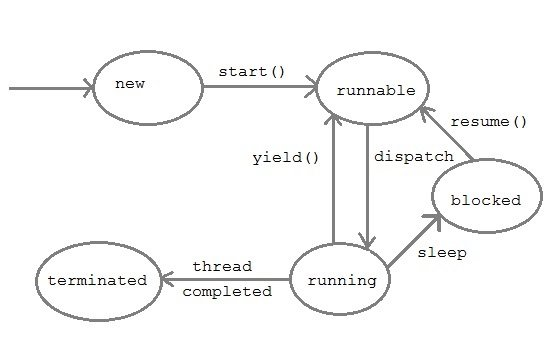 new
start()
runnable
resume()
yield()
dispatch
blocked
sleep
thread
completed
terminated
running